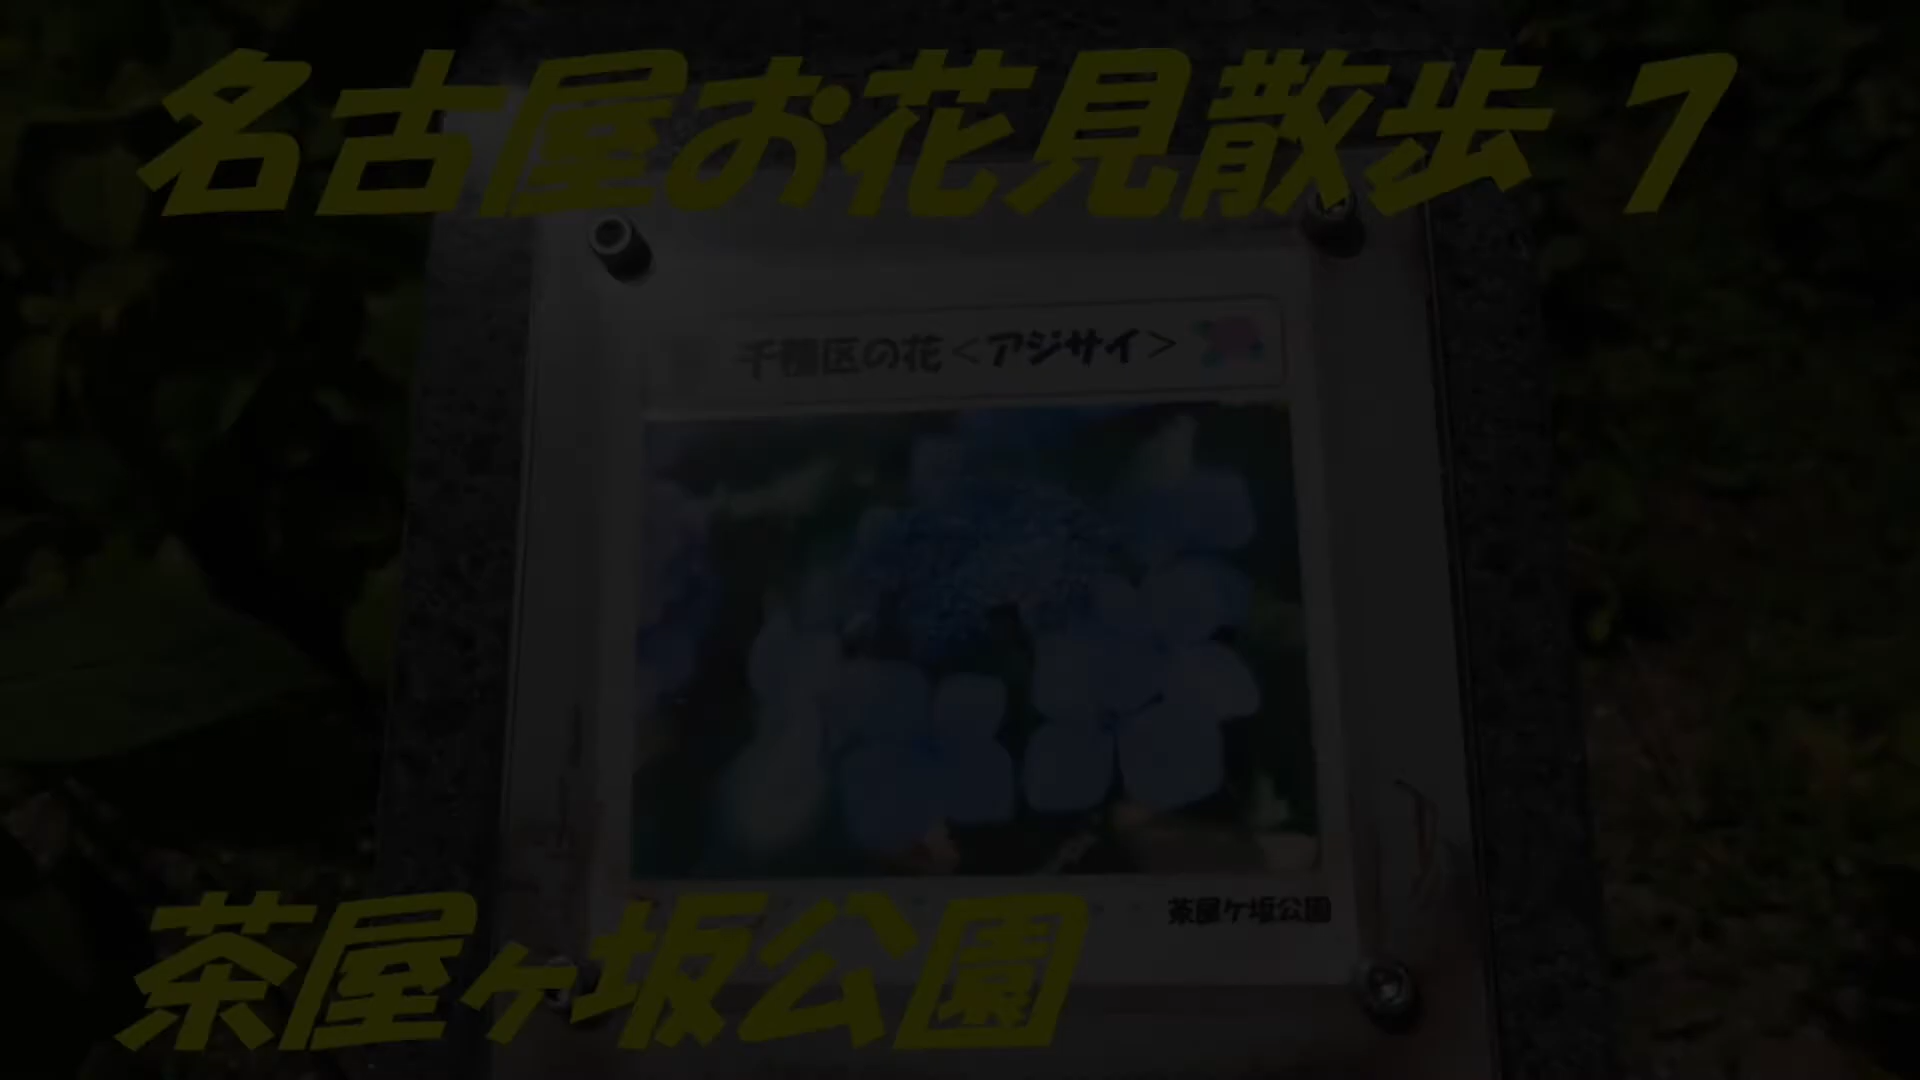 名古屋お花見散歩 7
千種区の花<アジサイ>
茶屋ケ坂公園
茶屋ヶ坂公園